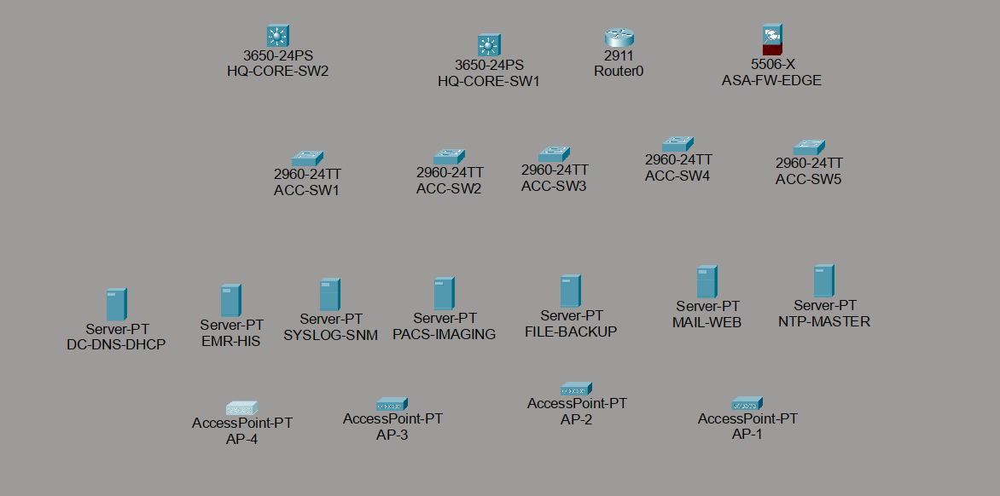 3650-24PS
HQ-CORE-SW2
3650-24PS
HQ-CORE-SW1
2911
Router0
5506-X
ASA-FW-EDGE
2960-24TT
ACC-SW1
2960-24TT
ACC-SW2
2960-24TT
ACC-SW3
2960-24TT
ACC-SW4
2960-24TT
ACC-SW5
Server-PT
DC-DNS-DHCP
Server-PT
EMR-HIS
Server-PT
SYSLOG-SNM
Server-PT
PACS-IMAGING
Server-PT
FILE-BACKUP
Server-PT
MAIL-WEB
Server-PT
NTP-MASTER
AccessPoint-PT
AP-4
AccessPoint-PT
AP-3
AccessPoint-PT
AP-2
AccessPoint-PT
AP-1